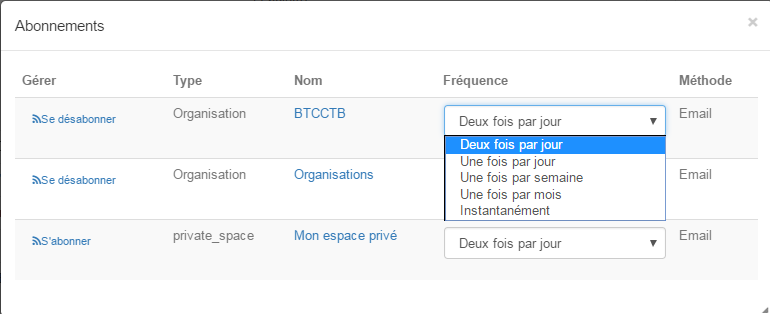 Abonnements ×
Gérer Type Nom Fréquence Méthode
Se désabonner Organisation BTCCTB Deux fois par jour Email
Deux fois par jour
Une fois par jour
Se désabonner Organisation Organisations Une fois par semaine Email
Une fois par mois
Instantanément
S'abonner private_space Mon espace privé Deux fois par jour Email